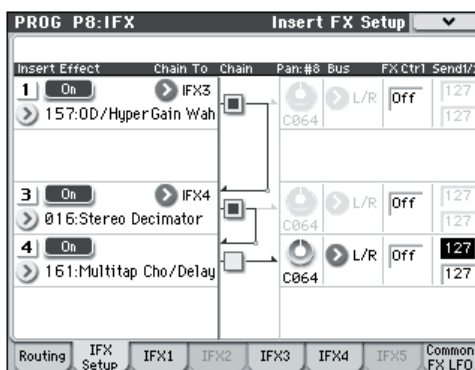 PROG P8:IFX Insert FX Setup
Insert Effect Chain To Chain Pan:#8 Bus FX Ctrl Send1/
1 On IFX3 L/R Off 127
157:OD/HyperGain Wah C064 127
3 On IFX4 L/R Off 127
016:Stereo Decimator C064 127
4 On L/R Off 127
161:Multitap Cho/Delay C064 127
Routing IFX Setup IFX1 IFX2 IFX3 IFX4 IFX5 Common FX LFO